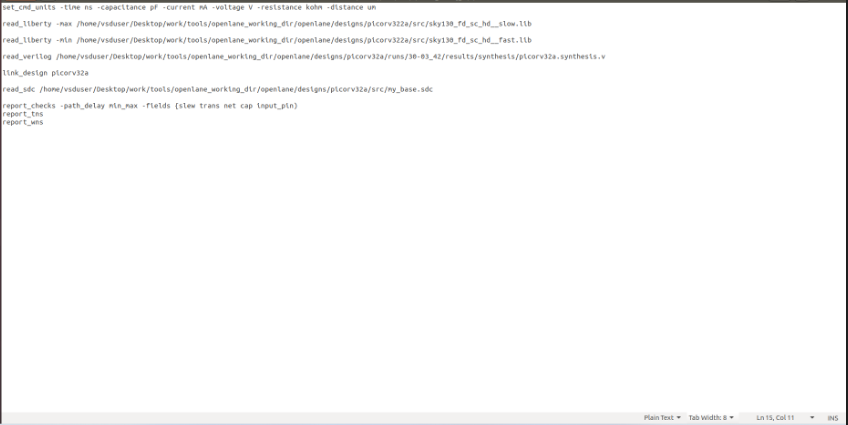 set_cmd_units -time ns -capacitance pF -current mA -voltage V -resistance kohm -distance um
read_liberty -max /home/vsduser/Desktop/work/tools/openlane_working_dir/openlane/designs/picorv322a/src/sky130_fd_sc_hd__slow.lib
read_liberty -min /home/vsduser/Desktop/work/tools/openlane_working_dir/openlane/designs/picorv322a/src/sky130_fd_sc_hd__fast.lib
read_verilog /home/vsduser/Desktop/work/tools/openlane_working_dir/openlane/designs/picorv32a/runs/30-03_42/results/synthesis/picorv32a.synthesis.v
link_design picorv32a
read_sdc /home/vsduser/Desktop/work/tools/openlane_working_dir/openlane/designs/picorv32a/src/my_base.sdc
report_checks -path_delay min_max -fields {slew trans net cap input_pin}
report_tns
report_wns
Plain Text Tab Width: 8 Ln 15, Col 11 INS